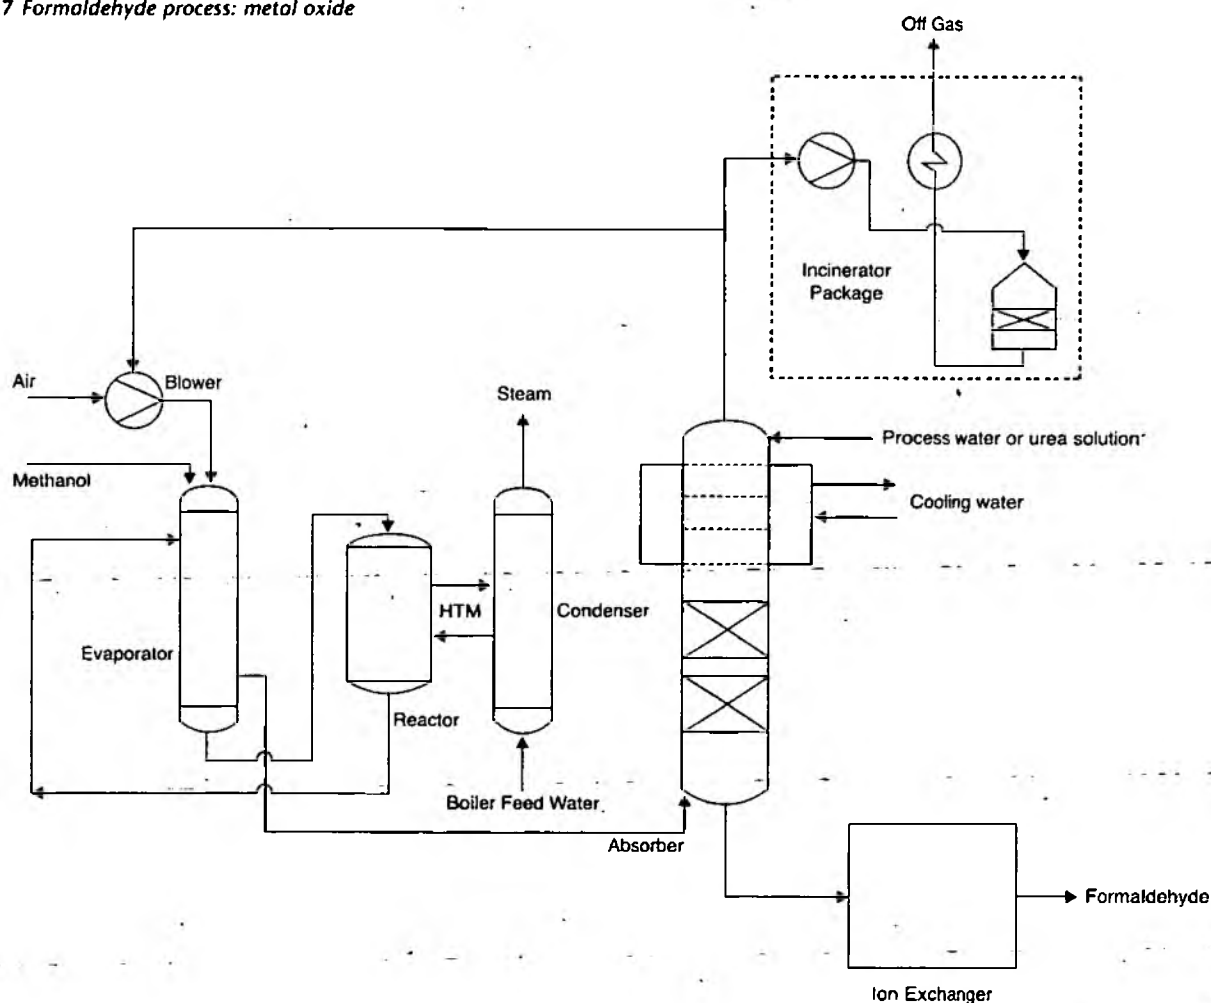 7 Formaldehyde process: metal oxide
Off Gas
Incinerator
Package
Air
Blower
Steam
Process water or urea solution
Methanol
Cooling water
HTM
Condenser
Evaporator
Reactor
Boiler Feed Water
Absorber
Formaldehyde
Ion Exchanger